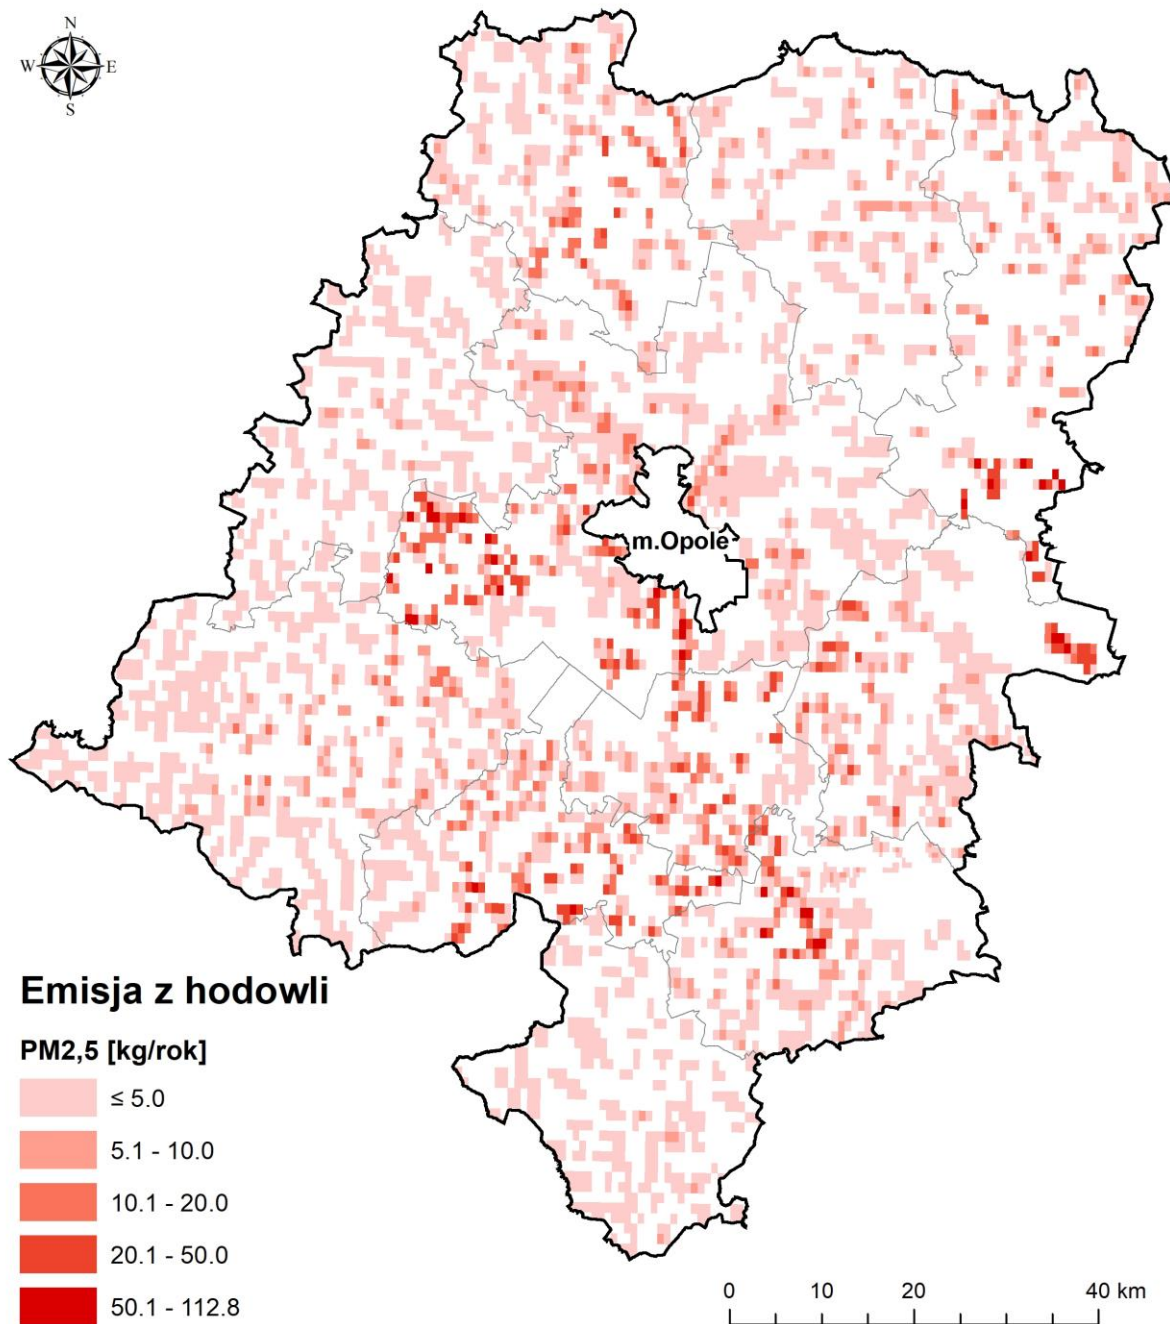 N
W E
S
m.Opole
Emisja z hodowli
PM2,5 [kg/rok]
≤ 5.0
5.1 - 10.0
10.1 - 20.0
20.1 - 50.0
50.1 - 112.8
0 10 20 40 km